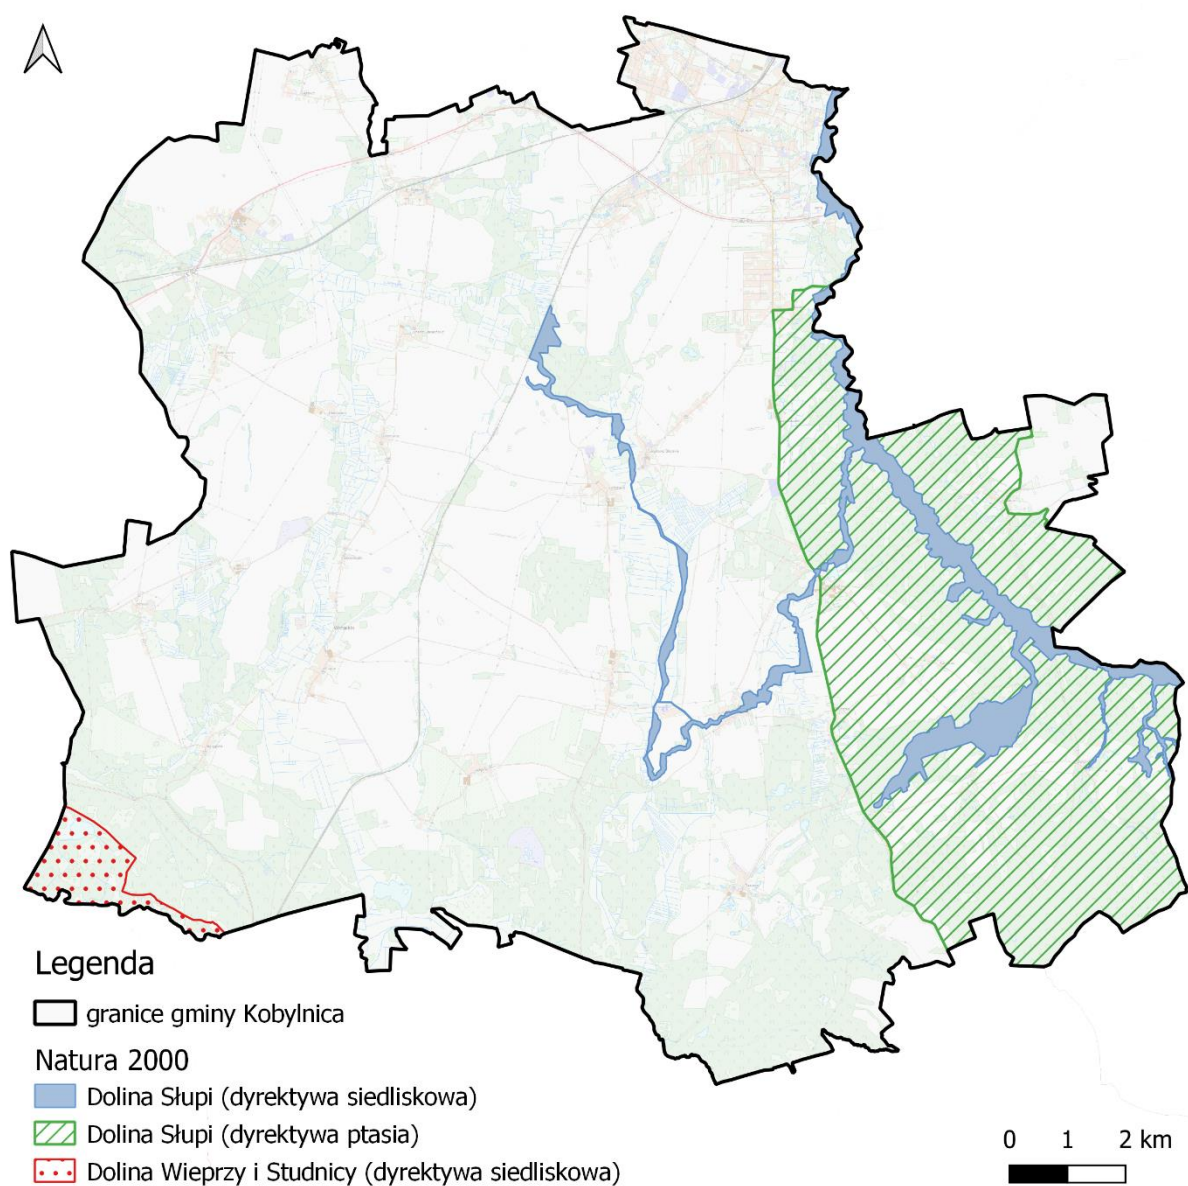 Legenda
granice gminy Kobylnica
Natura 2000
Dolina Słupi (dyrektywa siedliskowa)
Dolina Słupi (dyrektywa ptasia)
Dolina Wieprzy i Studnicy (dyrektywa siedliskowa)
0 1 2 km